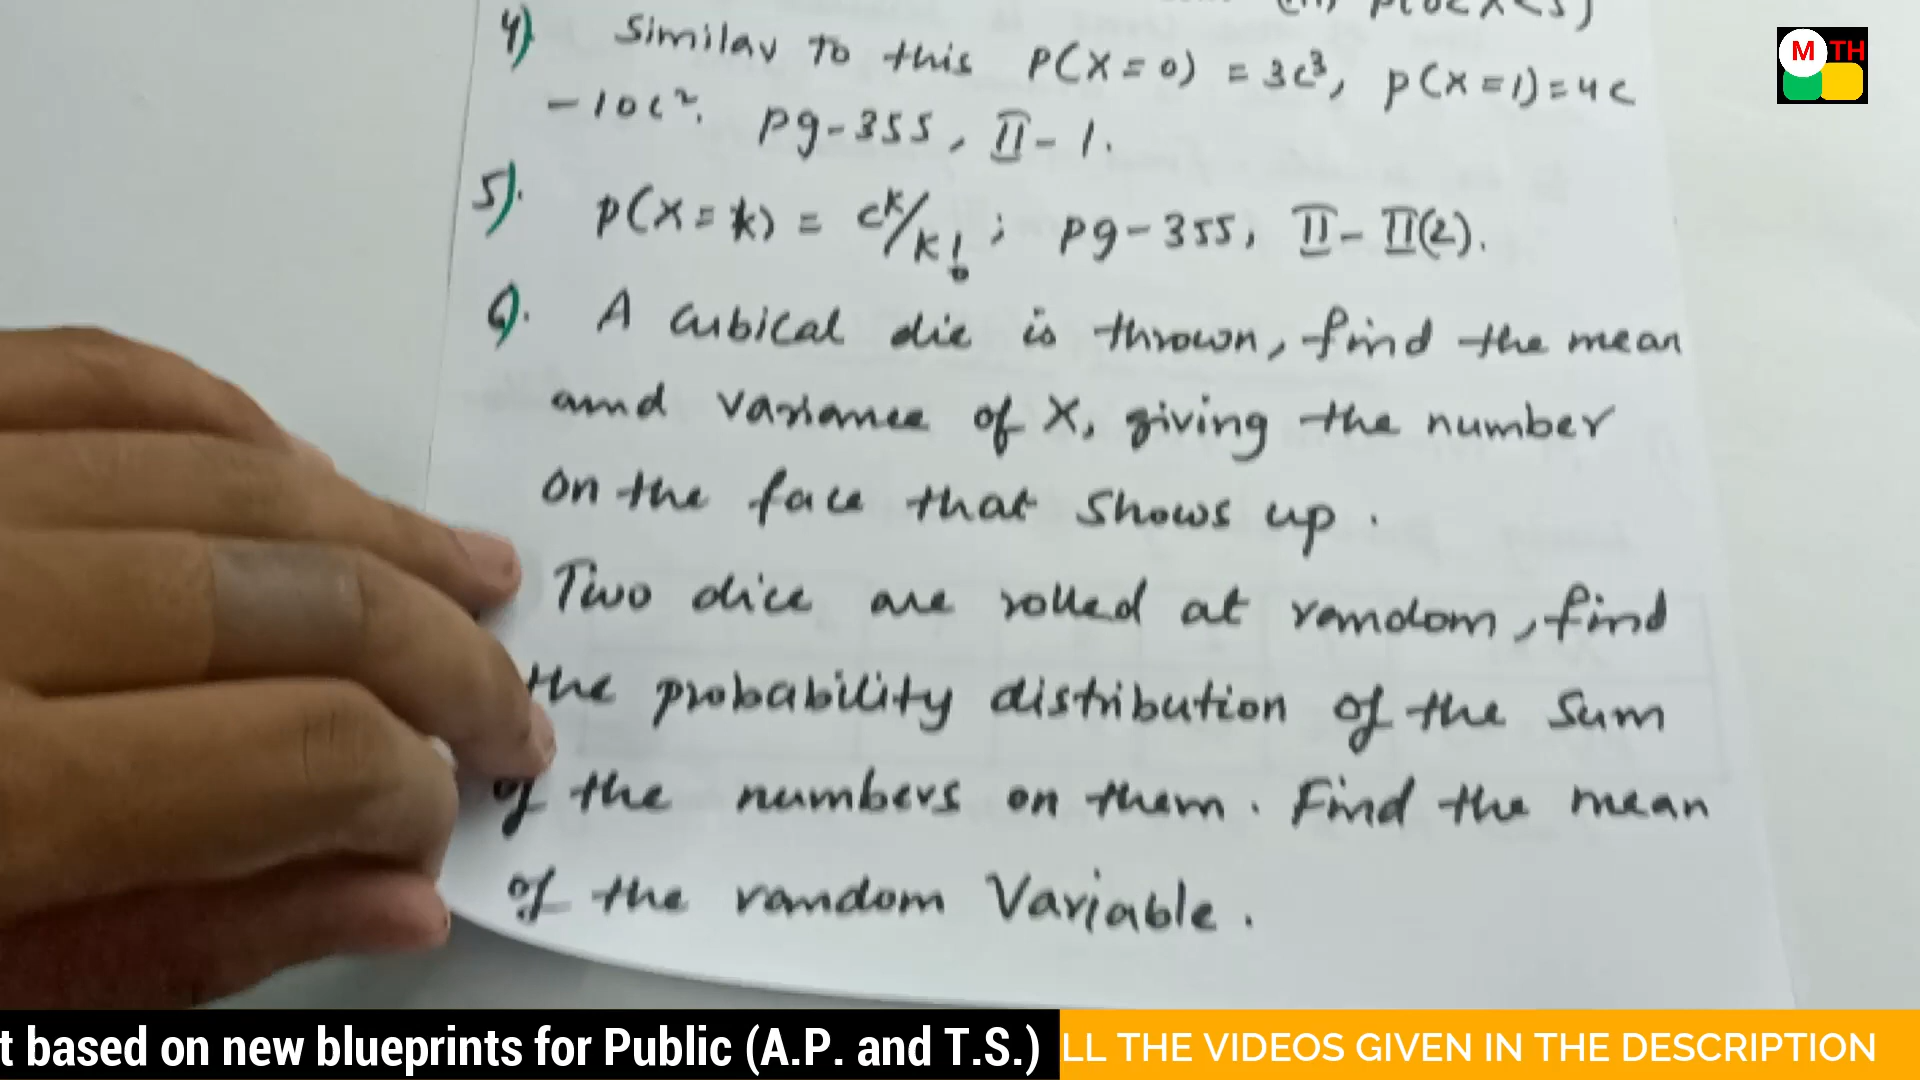 (iii) P(0<X<3)
4) Similar To this P(X=0) = 3c³, P(X=1)=4c
-10c². Pg-355, II-1.
5). P(X=k) = c^k/k! ; Pg-355, II-II(2).
6). A cubical die is thrown, find the mean
and variance of X, giving the number
on the face that shows up.
Two dice are rolled at random, find
the probability distribution of the sum
of the numbers on them. Find the mean
of the random Variable.
M TH
t based on new blueprints for Public (A.P. and T.S.)
LL THE VIDEOS GIVEN IN THE DESCRIPTION